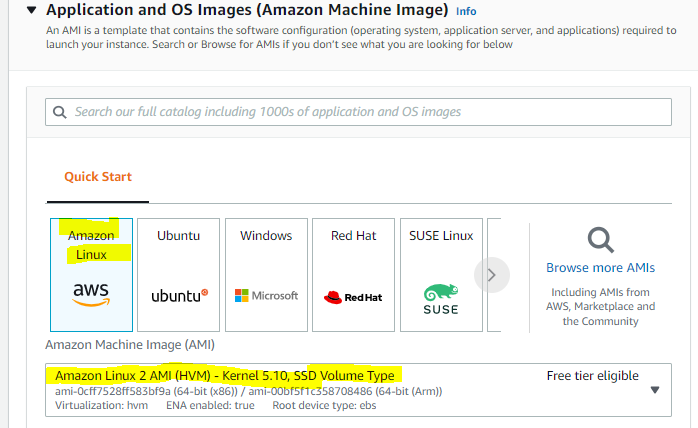 Application and OS Images (Amazon Machine Image) Info
An AMI is a template that contains the software configuration (operating system, application server, and applications) required to
launch your instance. Search or Browse for AMIs if you don't see what you are looking for below
Search our full catalog including 1000s of application and OS images
Quick Start
Amazon
Linux
aws
Ubuntu
ubuntu
Windows
Microsoft
Red Hat
Red Hat
SUSE Linux
SUSE
Browse more AMIs
Including AMIs from
AWS, Marketplace and
the Community
Amazon Machine Image (AMI)
Amazon Linux 2 AMI (HVM) - Kernel 5.10, SSD Volume Type
Free tier eligible
ami-0cff7528ff583bf9a (64-bit (x86)) / ami-00bf5f1c358708486 (64-bit (Arm))
Virtualization: hvm ENA enabled: true Root device type: ebs